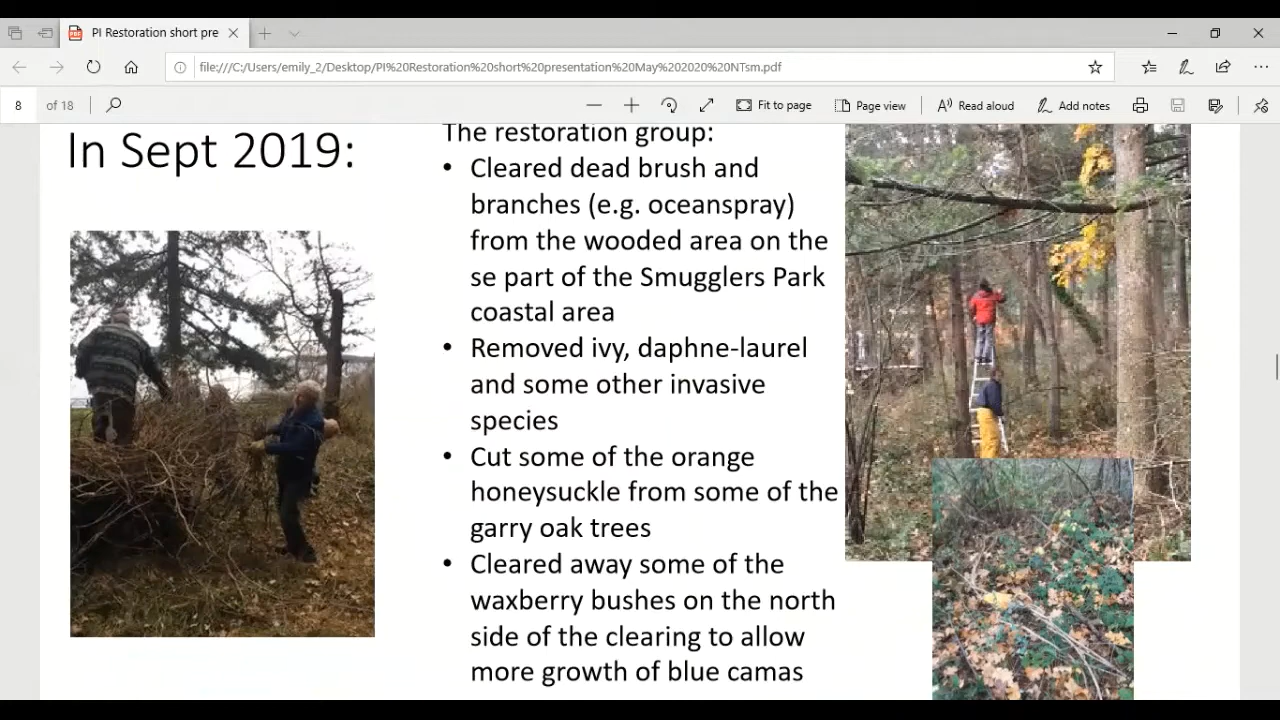 PI Restoration short pre
file:///C:/Users/emily_2/Desktop/PI%20Restoration%20short%20presentation%20May%202020%20NTsm.pdf
8 of 18
Fit to page
Page view
Read aloud
Add notes
In Sept 2019:
The restoration group:
• Cleared dead brush and
branches (e.g. oceanspray)
from the wooded area on the
se part of the Smugglers Park
coastal area
• Removed ivy, daphne-laurel
and some other invasive
species
• Cut some of the orange
honeysuckle from some of the
garry oak trees
• Cleared away some of the
waxberry bushes on the north
side of the clearing to allow
more growth of blue camas